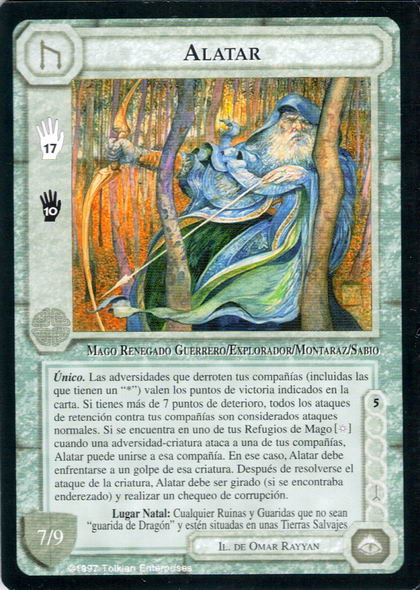 ALATAR
17
10
MAGO RENEGADO GUERRERO/EXPLORADOR/MONTARAZ/SABIO
Único. Las adversidades que derroten tus compañías (incluidas las
que tienen un "*") valen los puntos de victoria indicados en la
carta. Si tienes más de 7 puntos de deterioro, todos los ataques
de retención contra tus compañías son considerados ataques
normales. Si se encuentra en uno de tus Refugios de Mago [☼]
cuando una adversidad-criatura ataca a una de tus compañías,
Alatar puede unirse a esa compañía. En ese caso, Alatar debe
enfrentarse a un golpe de esa criatura. Después de resolverse el
ataque de la criatura, Alatar debe ser girado (si se encontraba
enderezado) y realizar un chequeo de corrupción.
Lugar Natal: Cualquier Ruinas y Guaridas que no sean
"guarida de Dragón" y estén situadas en unas Tierras Salvajes
5
7/9
IL. DE OMAR RAYYAN
©1997 Tolkien Enterprises